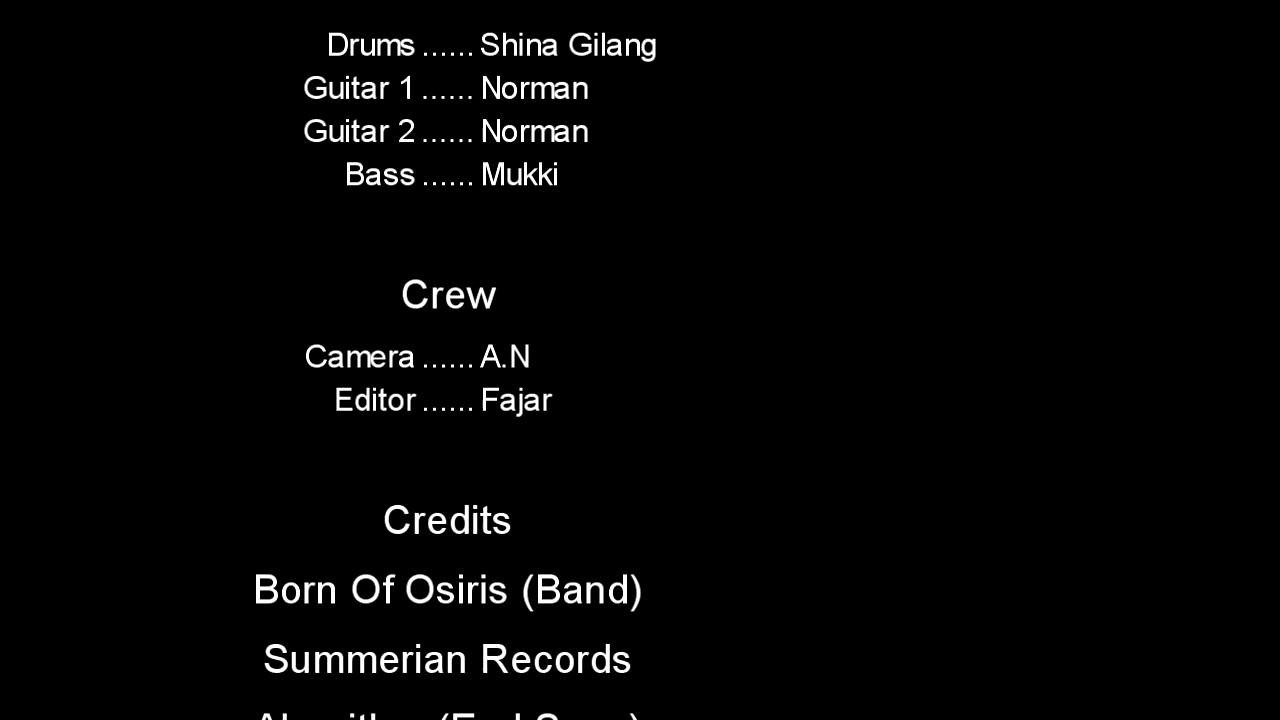 Drums ...... Shina Gilang
Guitar 1 ...... Norman
Guitar 2 ...... Norman
Bass ...... Mukki
Crew
Camera ...... A.N
Editor ...... Fajar
Credits
Born Of Osiris (Band)
Summerian Records